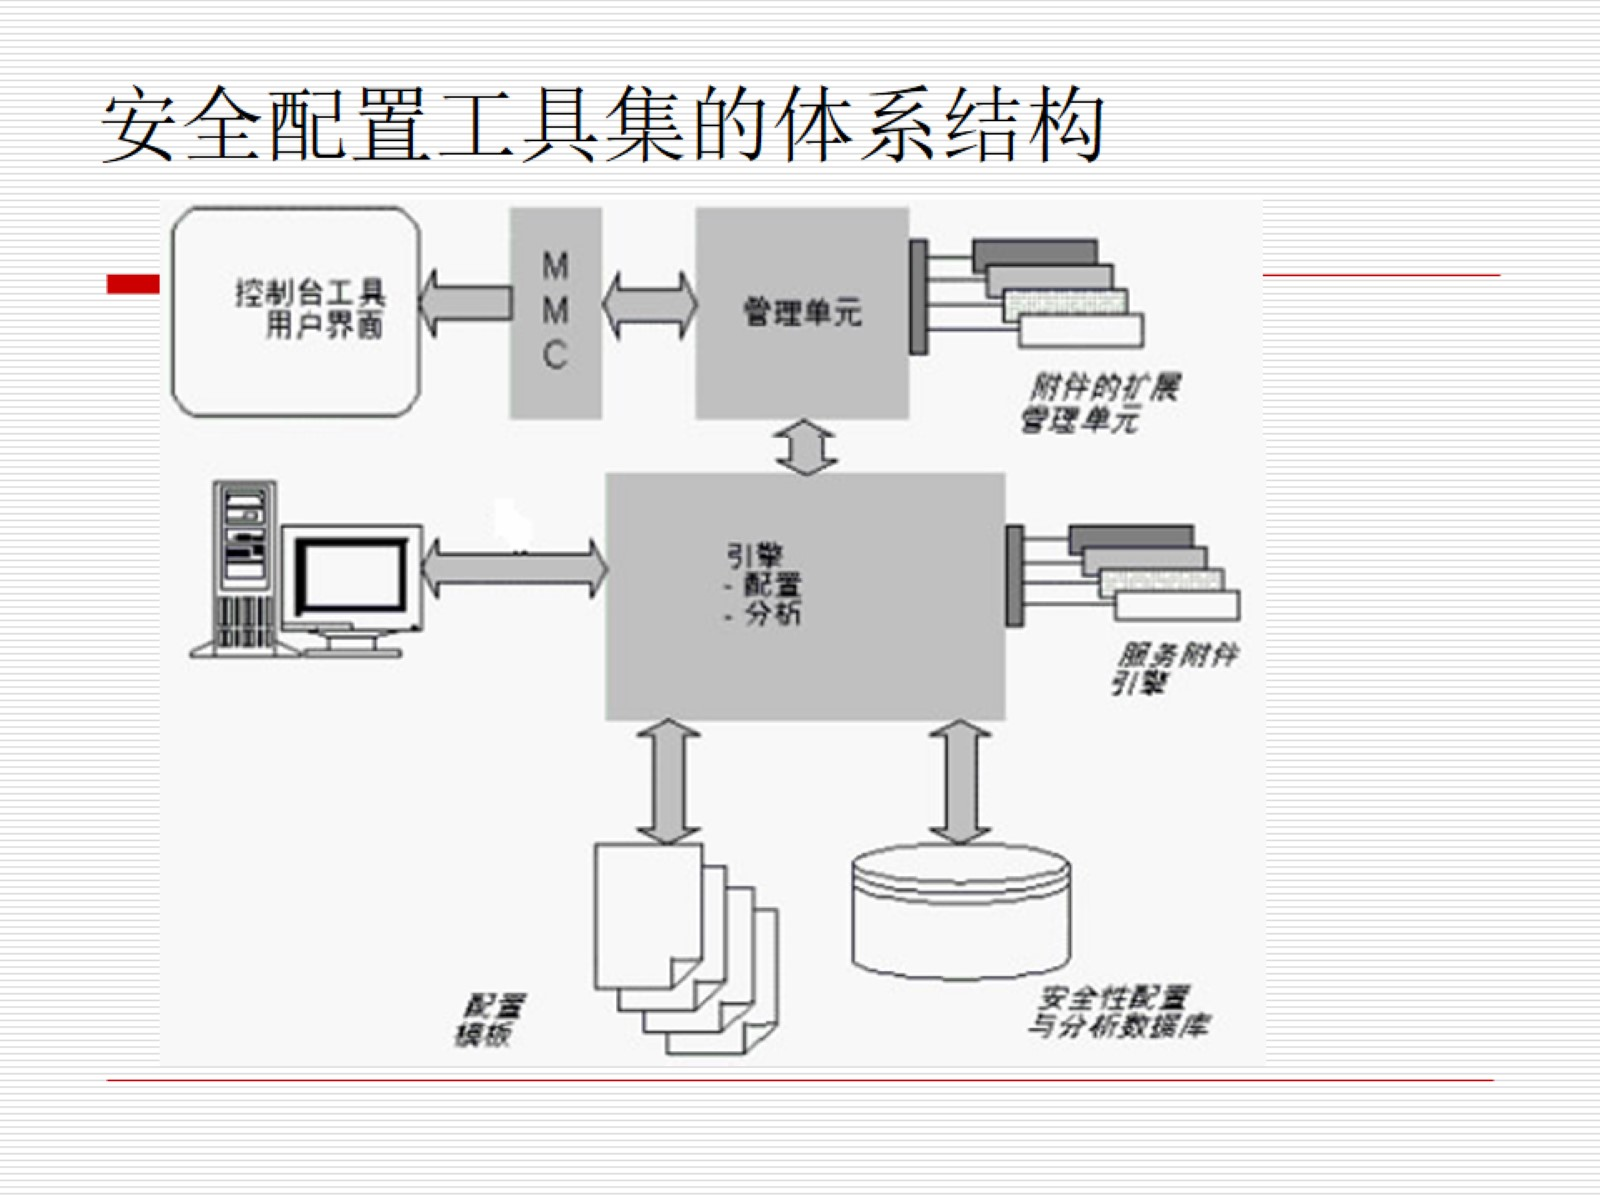 安全配置工具集的体系结构
控制台工具
用户界面
M
M
C
管理单元
附件的扩展
管理单元
引擎
- 配置
- 分析
服务附件
引擎
配置
模板
安全性配置
与分析数据库